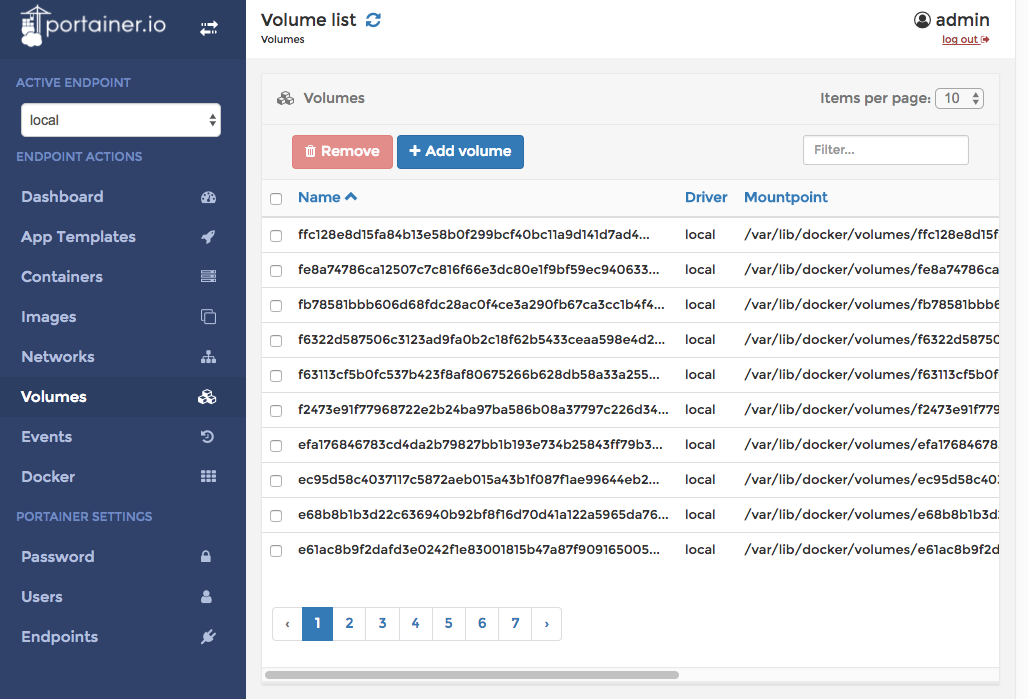 portainer.io
ACTIVE ENDPOINT
local
ENDPOINT ACTIONS
Dashboard
App Templates
Containers
Images
Networks
Volumes
Events
Docker
PORTAINER SETTINGS
Password
Users
Endpoints
Volume list
Volumes
admin
log out
Volumes
Items per page: 10
Remove
Add volume
Filter...
Name Driver Mountpoint
ffc128e8d15fa84b13e58b0f299bcf40bc11a9d141d7ad4... local /var/lib/docker/volumes/ffc128e8d15f
fe8a74786ca12507c7c816f66e3dc80e1f9bf59ec940633... local /var/lib/docker/volumes/fe8a74786ca
fb78581bbb606d68fdc28ac0f4ce3a290fb67ca3cc1b4f4... local /var/lib/docker/volumes/fb78581bbb6
f6322d587506c3123ad9fa0b2c18f62b5433ceaa598e4d2... local /var/lib/docker/volumes/f6322d58750
f63113cf5b0fc537b423f8af80675266b628db58a33a255... local /var/lib/docker/volumes/f63113cf5b0f
f2473e91f77968722e2b24ba97ba586b08a37797c226d34... local /var/lib/docker/volumes/f2473e91f779
efa176846783cd4da2b79827bb1b193e734b25843ff79b3... local /var/lib/docker/volumes/efa176846783
ec95d58c4037117c5872aeb015a43b1f087f1ae99644eb2... local /var/lib/docker/volumes/ec95d58c403
e68b8b1b3d22c636940b92bf8f16d70d41a122a5965da76... local /var/lib/docker/volumes/e68b8b1b3d2
e61ac8b9f2dafd3e0242f1e83001815b47a87f909165005... local /var/lib/docker/volumes/e61ac8b9f2d
‹ 1 2 3 4 5 6 7 ›